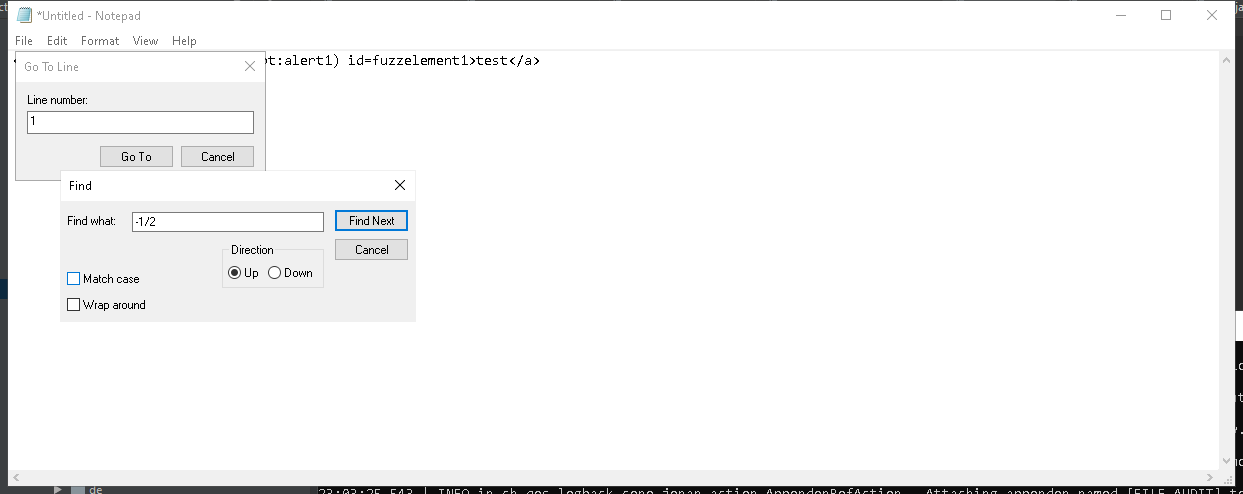 *Untitled - Notepad
File Edit Format View Help
t:alert1) id=fuzzelement1>test</a>
Go To Line
Line number:
1
Go To Cancel
Find
Find what: -1/2 Find Next
Cancel
Direction
Up Down
Match case
Wrap around
de
23:03:25,543 | INFO in ch.qos.logback.core.joran.action.AppenderRefAction - Attaching appender named [FILE_AUDIT] t